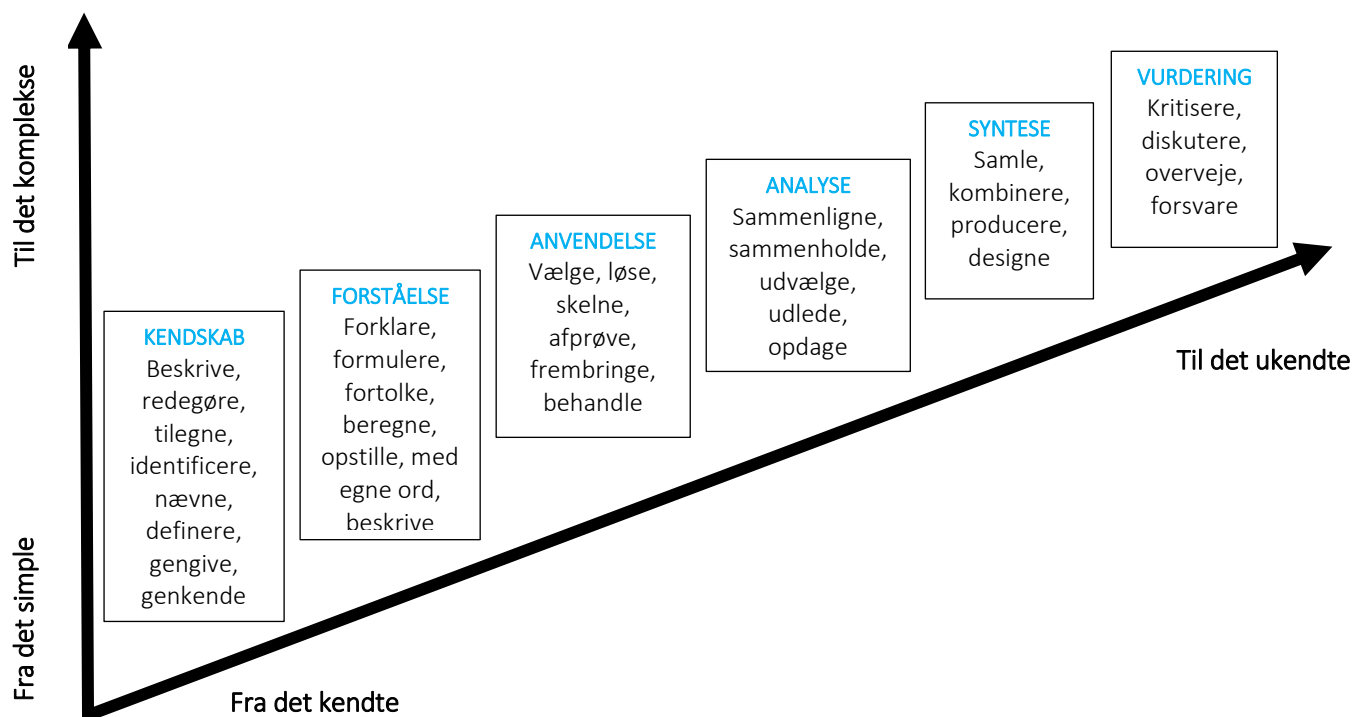 Til det komplekse
Fra det simple
KENDSKAB
Beskrive,
redegøre,
tilegne,
identificere,
nævne,
definere,
gengive,
genkende
FORSTÅELSE
Forklare,
formulere,
fortolke,
beregne,
opstille, med
egne ord,
beskrive
ANVENDELSE
Vælge, løse,
skelne,
afprøve,
frembringe,
behandle
ANALYSE
Sammenligne,
sammenholde,
udvælge,
udlede,
opdage
SYNTESE
Samle,
kombinere,
producere,
designe
VURDERING
Kritisere,
diskutere,
overveje,
forsvare
Til det ukendte
Fra det kendte